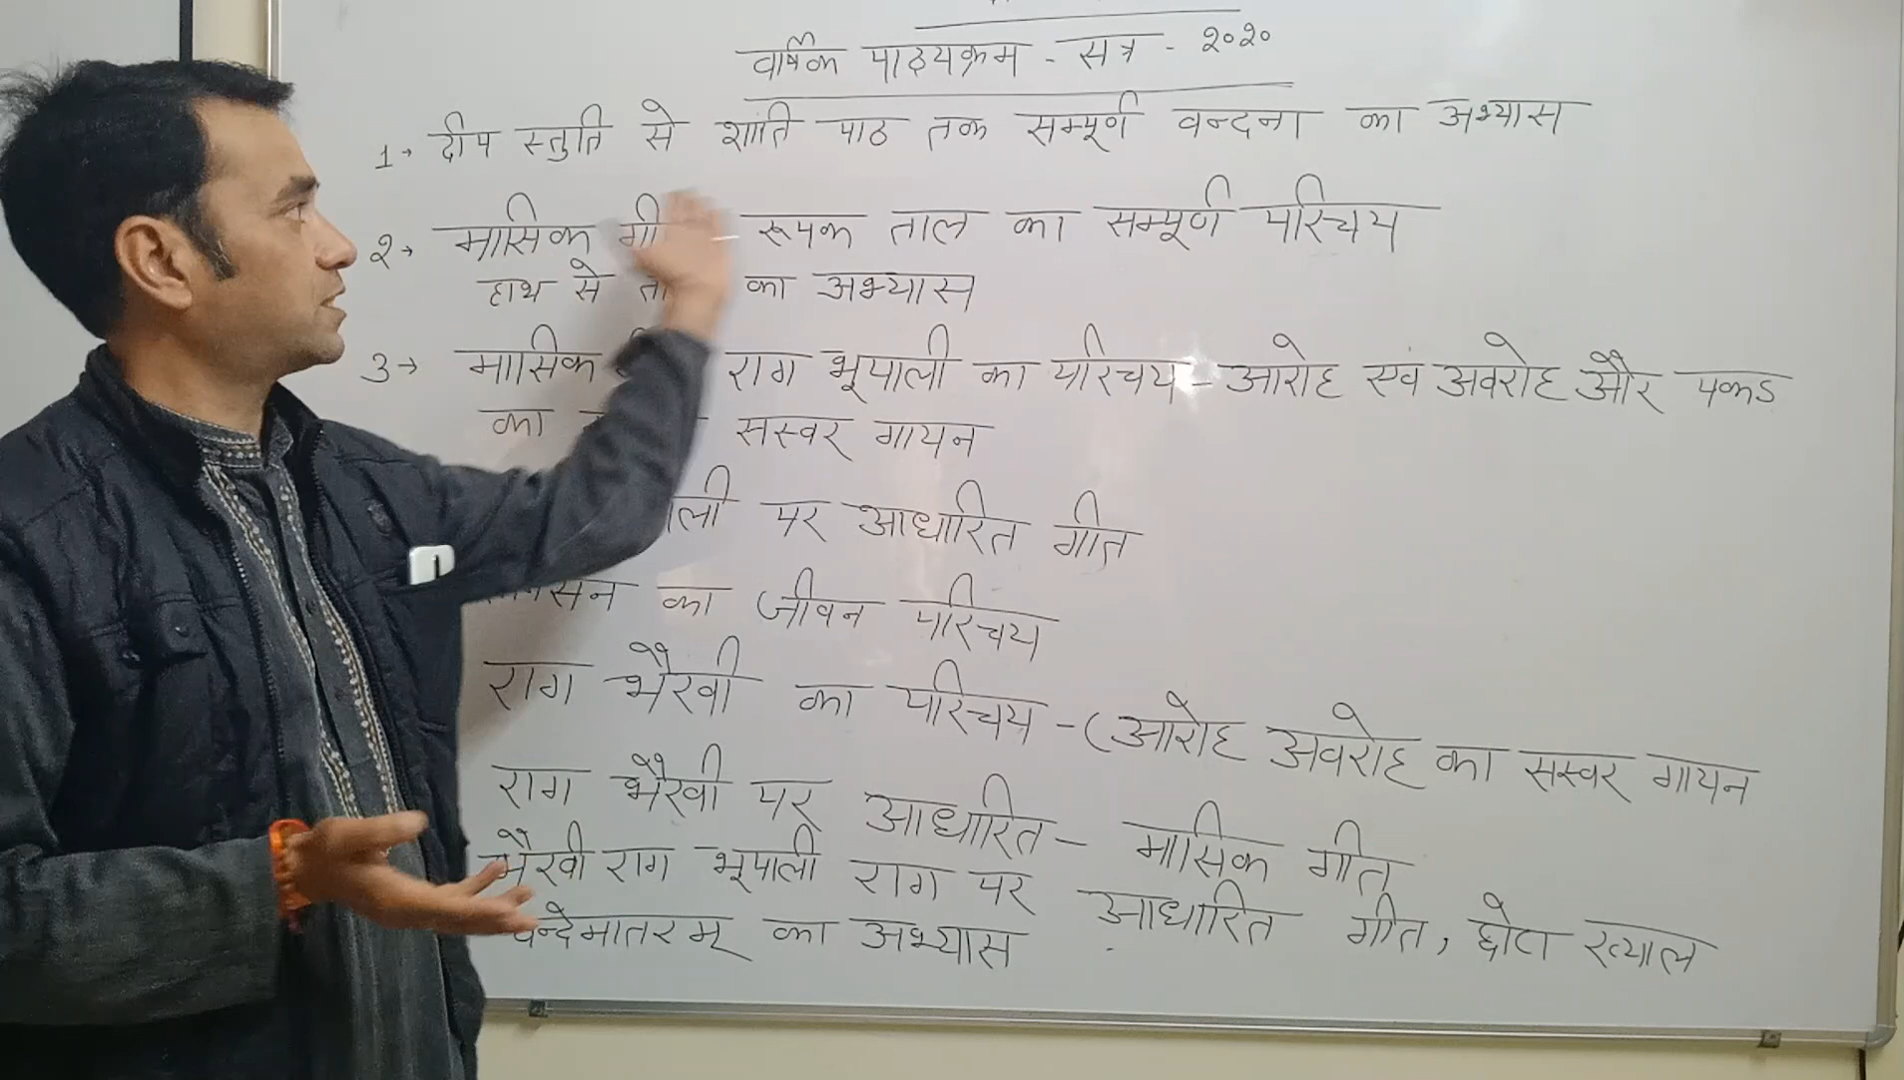 वार्षिक पाठ्यक्रम - सत्र - २०२०
1→ दीप स्तुति से शांति पाठ तक सम्पूर्ण वन्दना का अभ्यास
२→ मासिक रूपक ताल का सम्पूर्ण परिचय
हाथ से का अभ्यास
3→ मासिक राग भूपाली का परिचय - आरोह एवं अवरोह और पकड
का सस्वर गायन
पर आधारित गीत
का जीवन परिचय
राग भैरवी का परिचय - (आरोह अवरोह का सस्वर गायन
राग भैरवी पर आधारित - मासिक गीत
भैरवी राग भूपाली राग पर आधारित गीत, छोटा ख्याल
वन्देमातरम् का अभ्यास